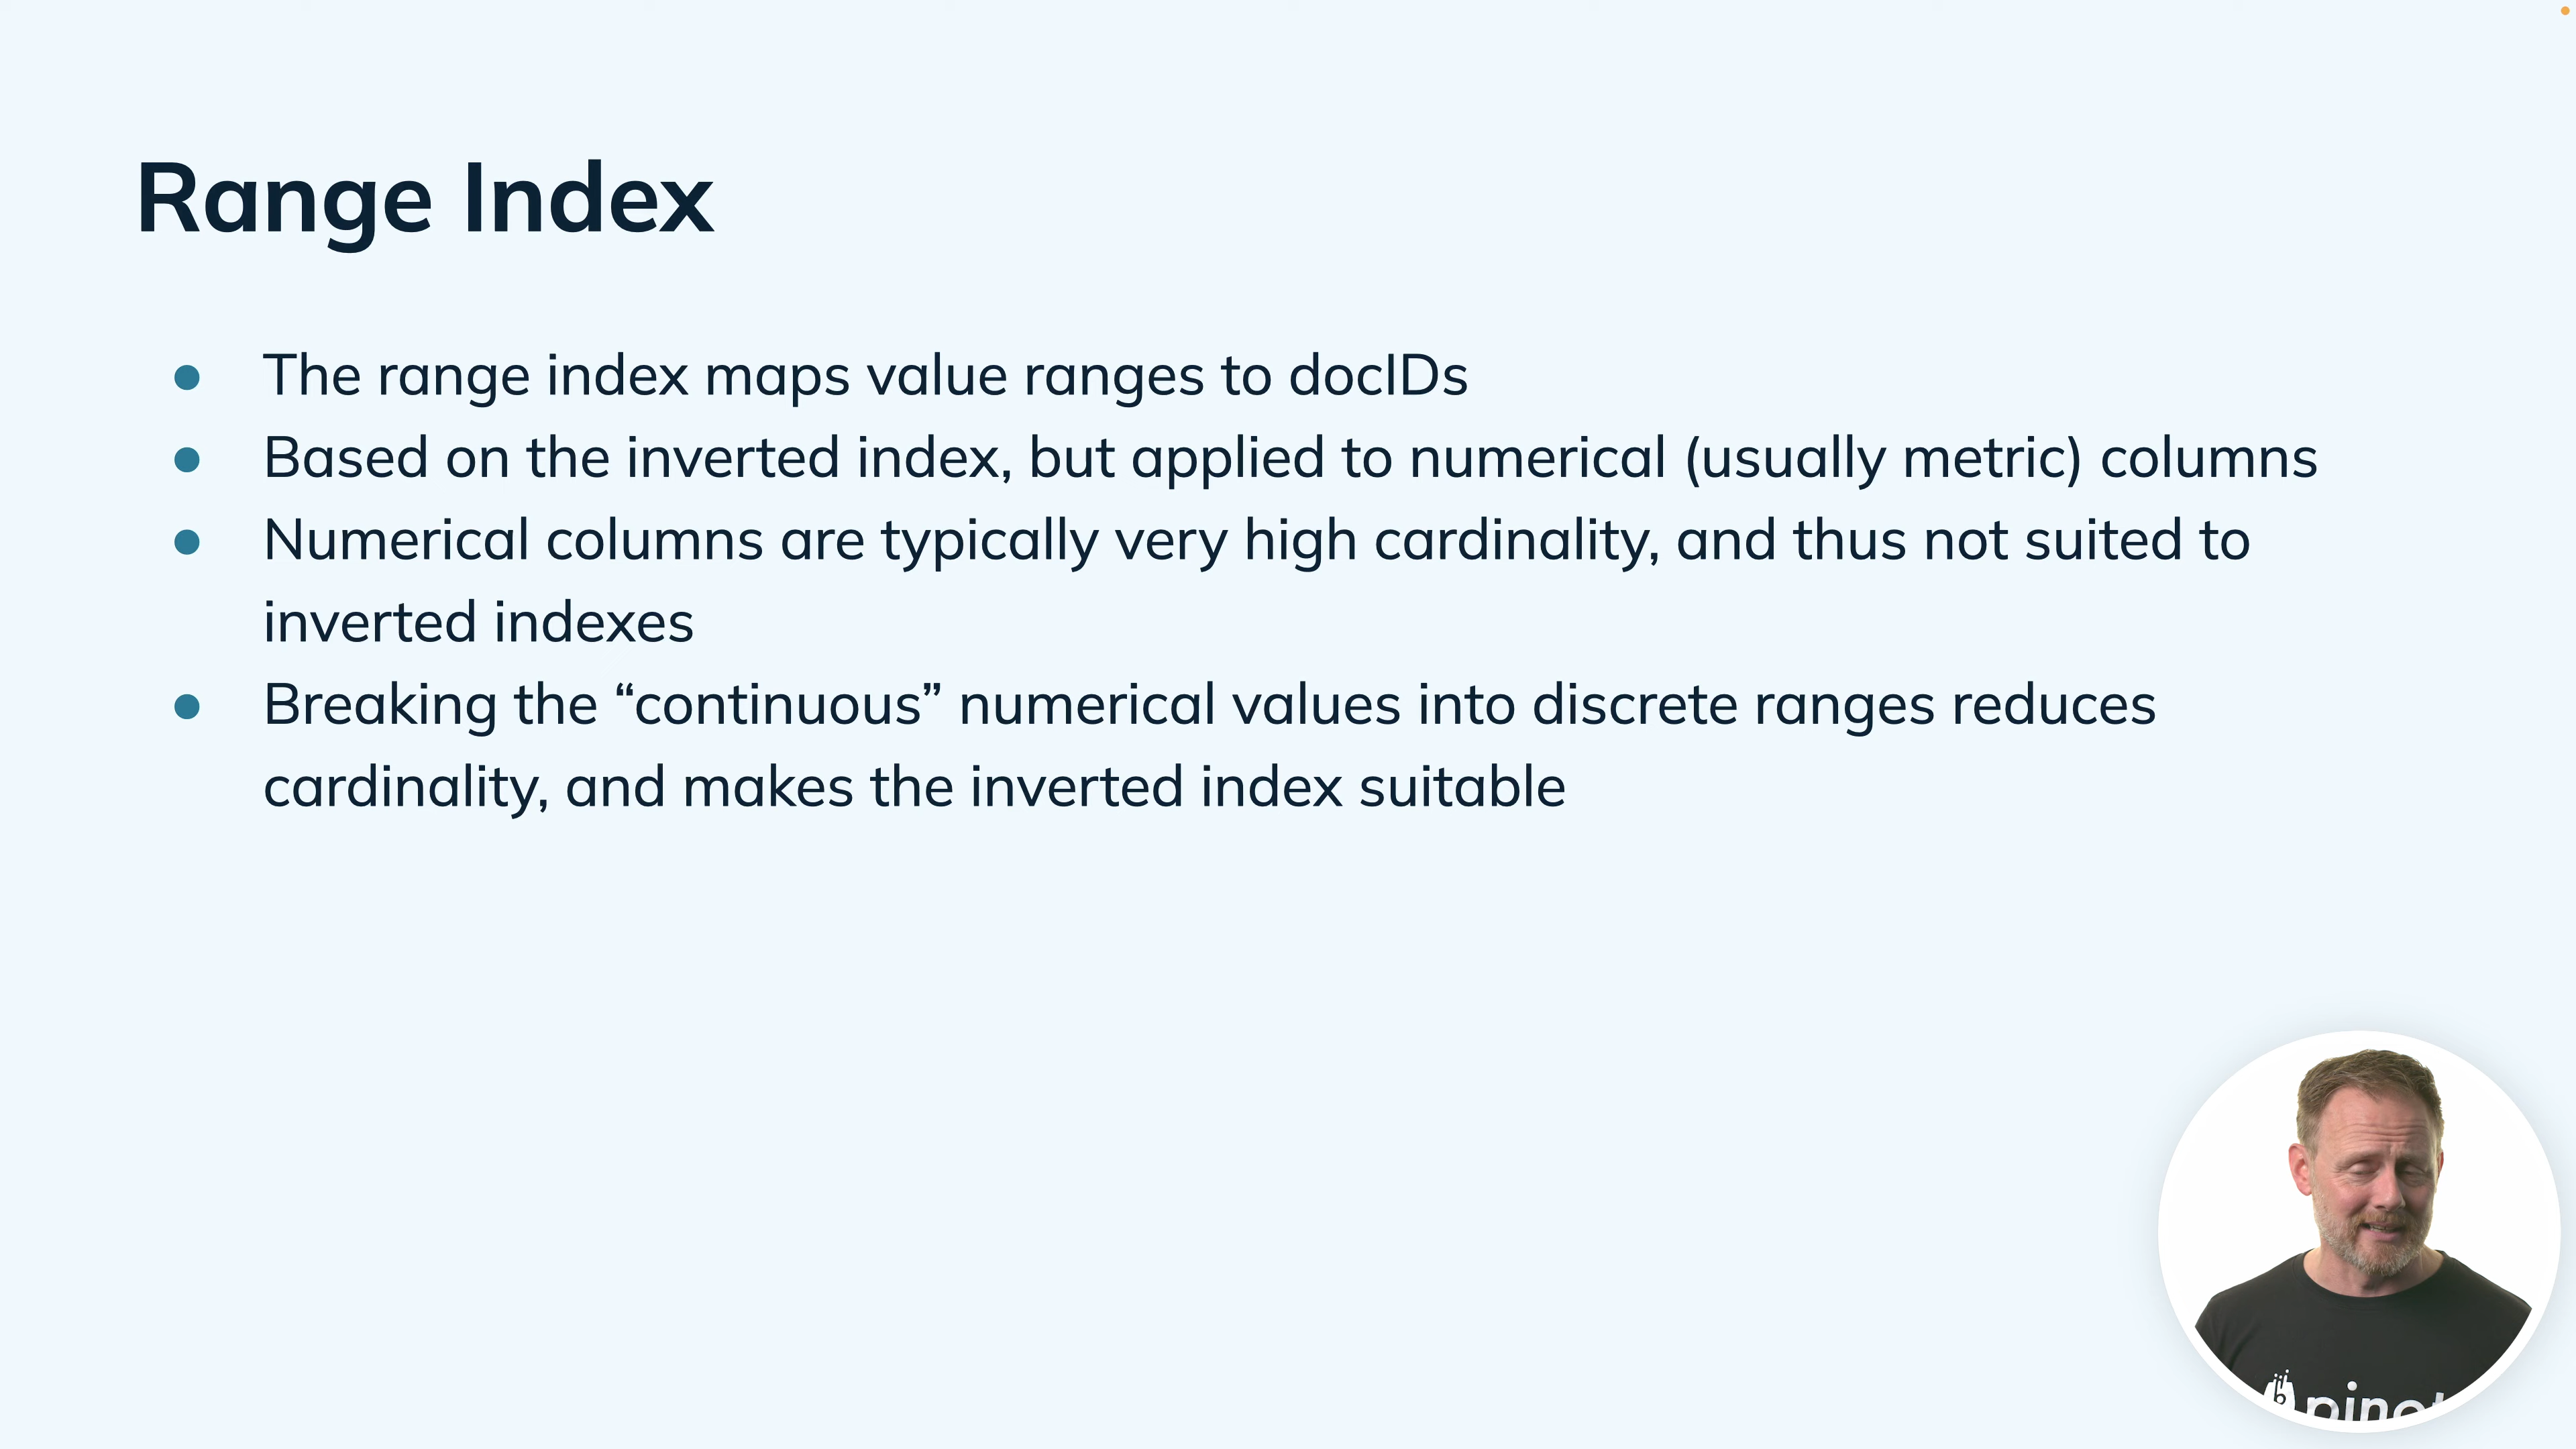 Range Index
● The range index maps value ranges to docIDs
● Based on the inverted index, but applied to numerical (usually metric) columns
● Numerical columns are typically very high cardinality, and thus not suited to
inverted indexes
● Breaking the “continuous” numerical values into discrete ranges reduces
cardinality, and makes the inverted index suitable
pinot